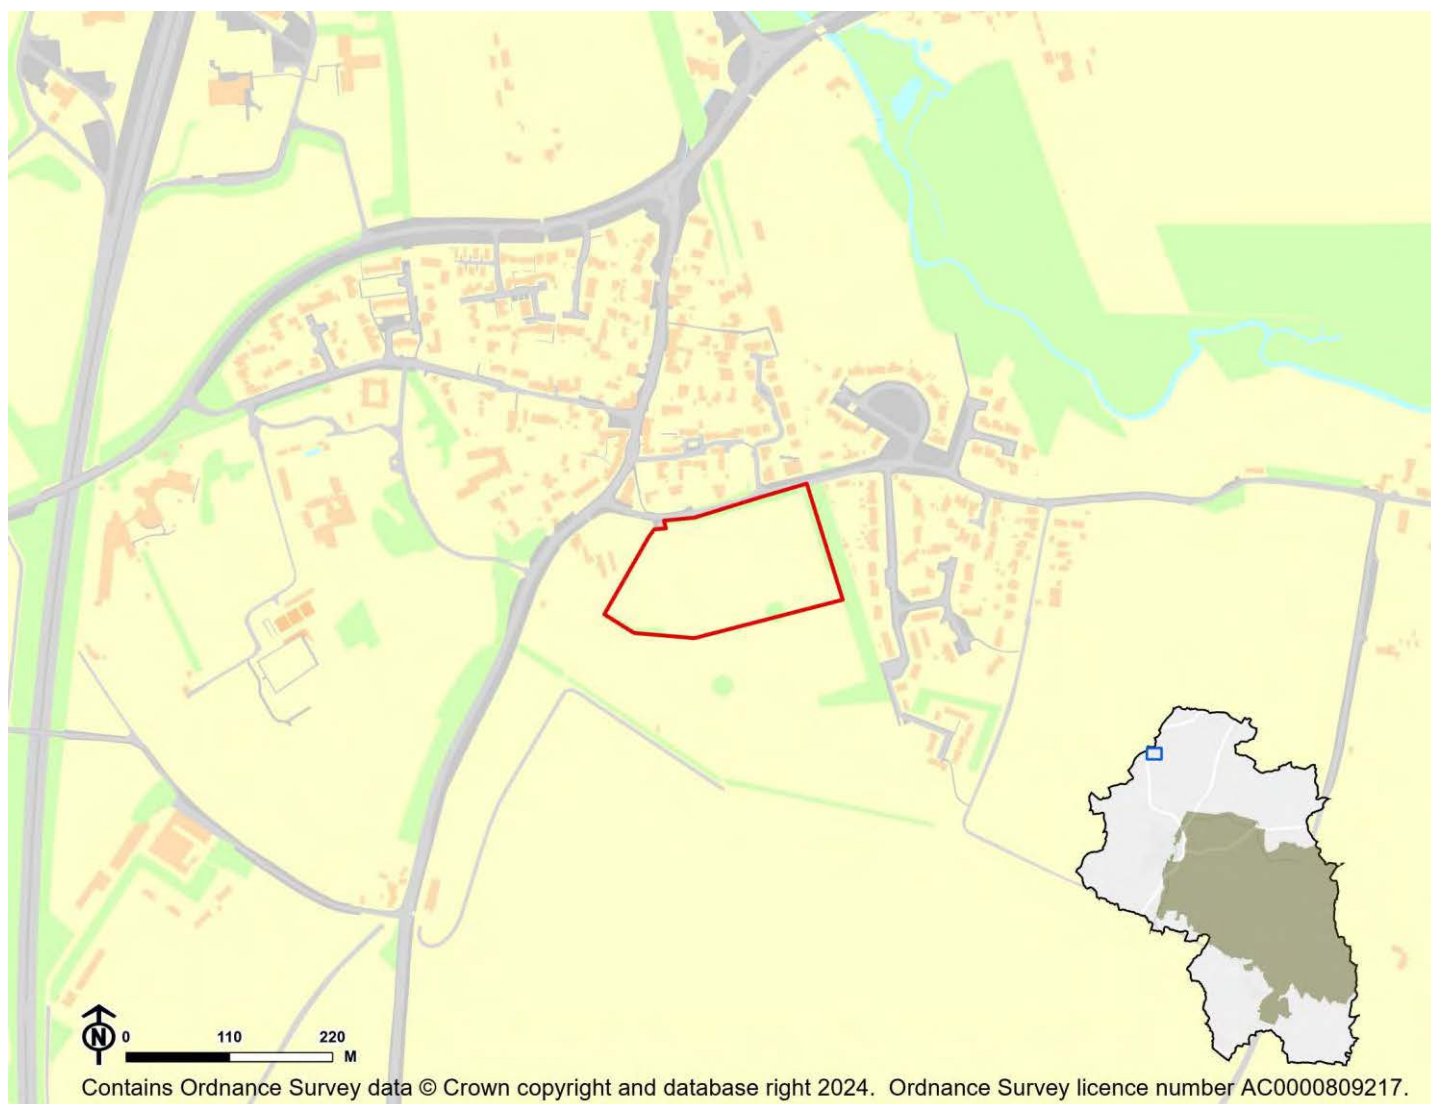 N
0 110 220
M
Contains Ordnance Survey data © Crown copyright and database right 2024. Ordnance Survey licence number AC0000809217.